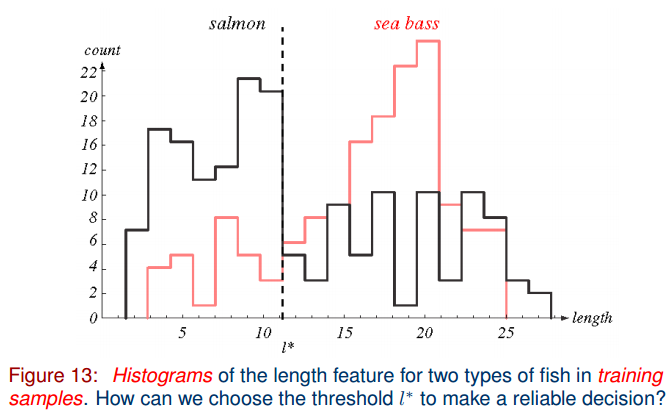 salmon sea bass
count
22
20
18
16
12
10
8
6
4
2
0
length
5 10 15 20 25
l*
Figure 13: Histograms of the length feature for two types of fish in training
samples. How can we choose the threshold l* to make a reliable decision?